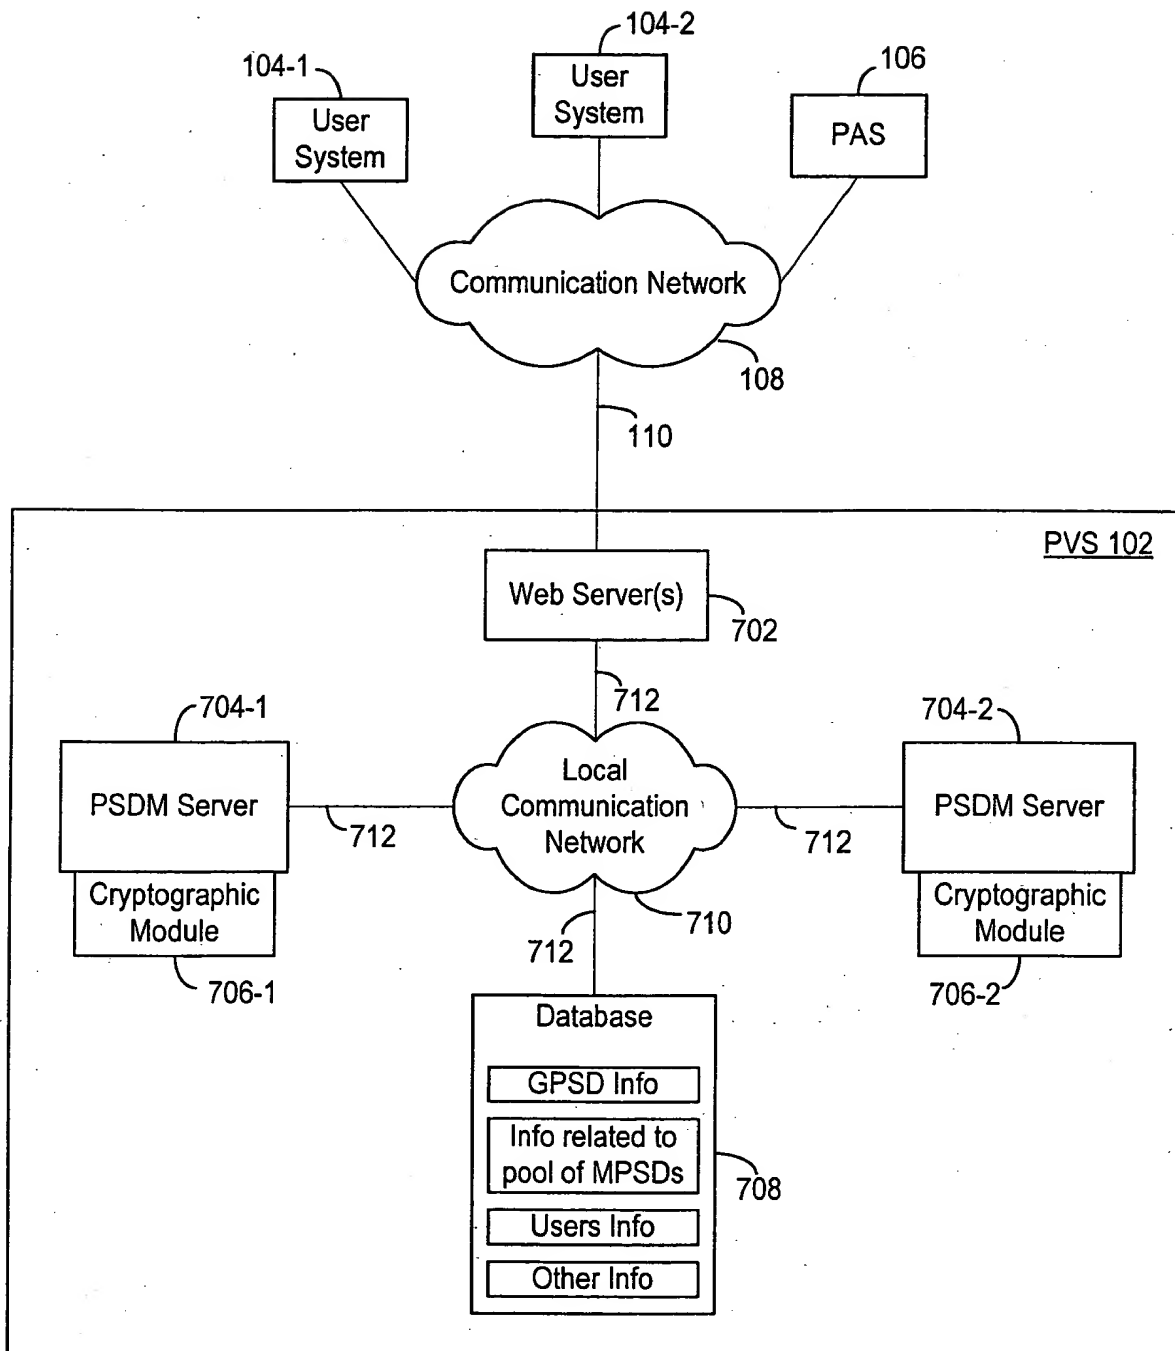 104-2
104-1
106
User
System
User
System
PAS
Communication Network
108
110
PVS 102
Web Server(s)
702
712
704-1
704-2
Local
Communication
Network
PSDM Server
PSDM Server
712
712
Cryptographic
Module
Cryptographic
Module
710
712
706-1
706-2
Database
GPSD Info
Info related to
pool of MPSDs
708
Users Info
Other Info